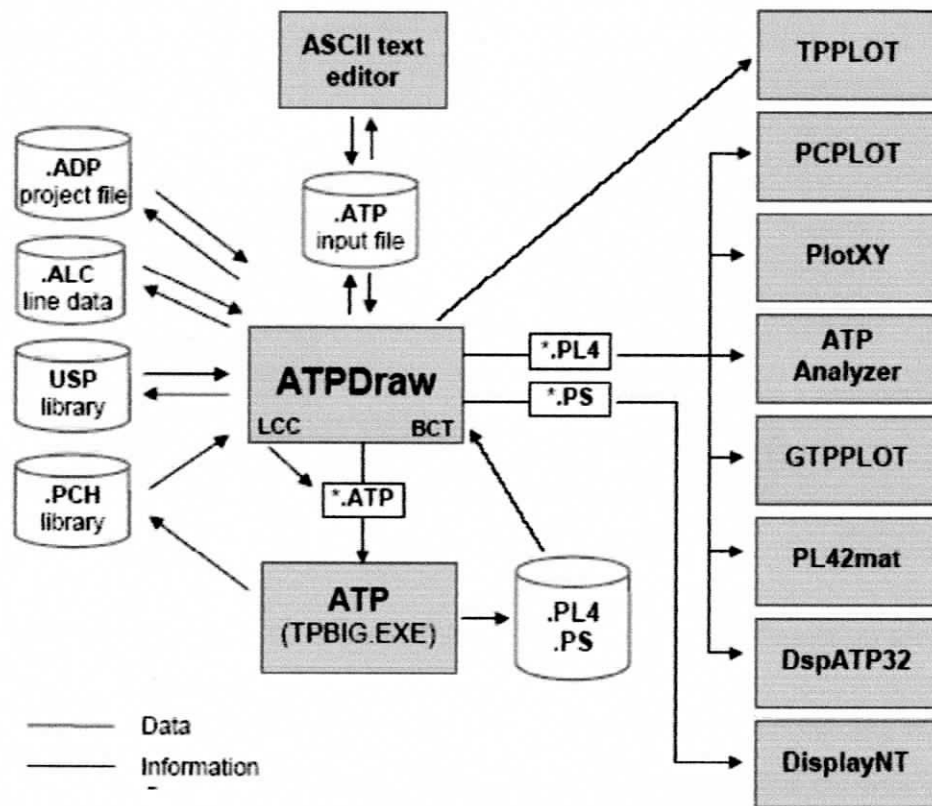 ASCII text
editor
TPPLOT
PCPLOT
.ADP
project file
.ATP
input file
PlotXY
.ALC
line data
ATPDraw
LCC
BCT
*.PL4
*.PS
ATP
Analyzer
USP
library
GTPPLOT
.PCH
library
*.ATP
PL42mat
ATP
(TPBIG.EXE)
.PL4
.PS
DspATP32
Data
Information
DisplayNT